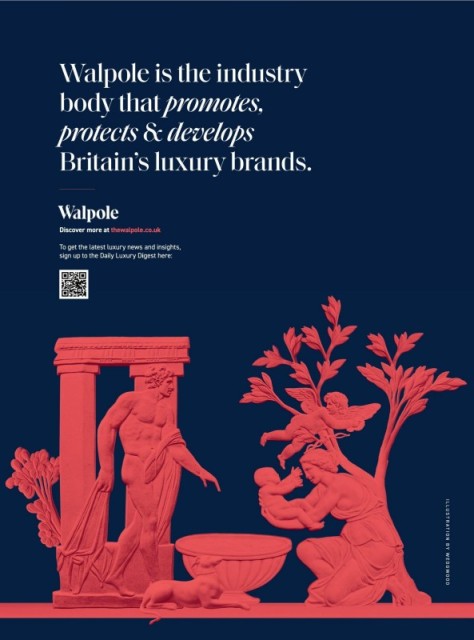 Walpole is the industry
body that promotes,
protects & develops
Britain's luxury brands.
Walpole
Discover more at thewalpole.co.uk
To get the latest luxury news and insights,
sign up to the Daily Luxury Digest here:
ILLUSTRATION BY WEDGWOOD